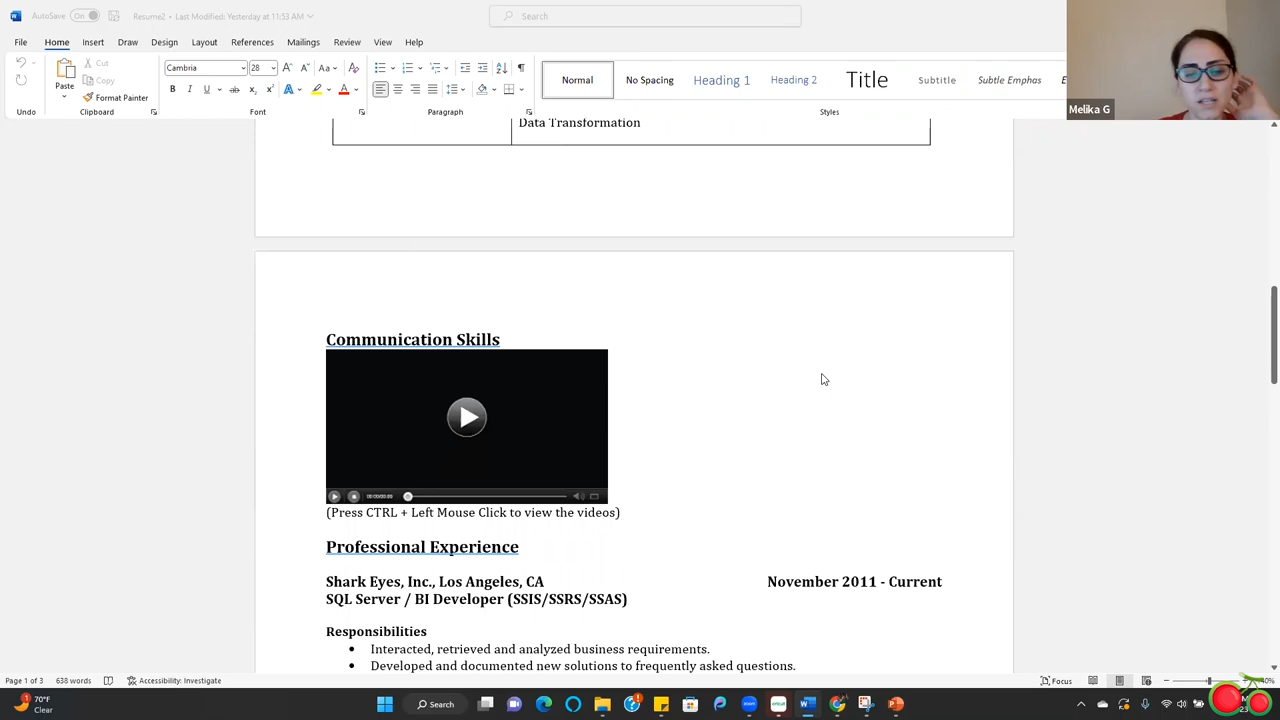 AutoSave On Resume2 - Last Modified: Yesterday at 11:53 AM Search
File Home Insert Draw Design Layout References Mailings Review View Help
Cut
Copy
Paste
Format Painter
Cambria 28
Normal No Spacing Heading 1 Heading 2 Title Subtitle Subtle Emphas
Undo Clipboard Font Paragraph Styles
Melika G
Data Transformation
Communication Skills
00:00/00:00
(Press CTRL + Left Mouse Click to view the videos)
Professional Experience
Shark Eyes, Inc., Los Angeles, CA November 2011 - Current
SQL Server / BI Developer (SSIS/SSRS/SSAS)
Responsibilities
• Interacted, retrieved and analyzed business requirements.
• Developed and documented new solutions to frequently asked questions.
Page 1 of 3 638 words Accessibility: Investigate Focus
70°F
Clear
Search